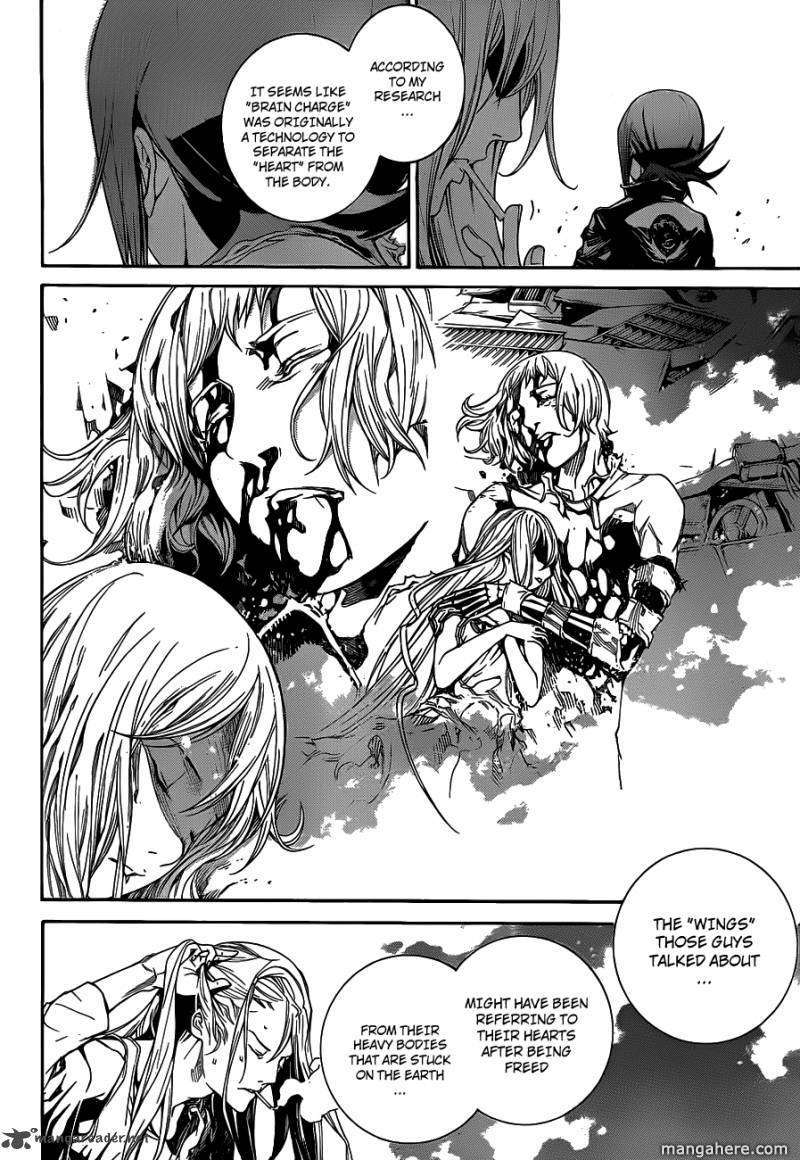 ACCORDING
TO MY
RESEARCH
...
IT SEEMS LIKE
"BRAIN CHARGE"
WAS ORIGINALLY
A TECHNOLOGY TO
SEPARATE THE
"HEART" FROM
THE BODY.
THE "WINGS"
THOSE GUYS
TALKED ABOUT
...
MIGHT HAVE BEEN
REFERRING TO
THEIR HEARTS
AFTER BEING
FREED
FROM THEIR
HEAVY BODIES
THAT ARE STUCK
ON THE EARTH
...
mangareader.net
mangahere.com